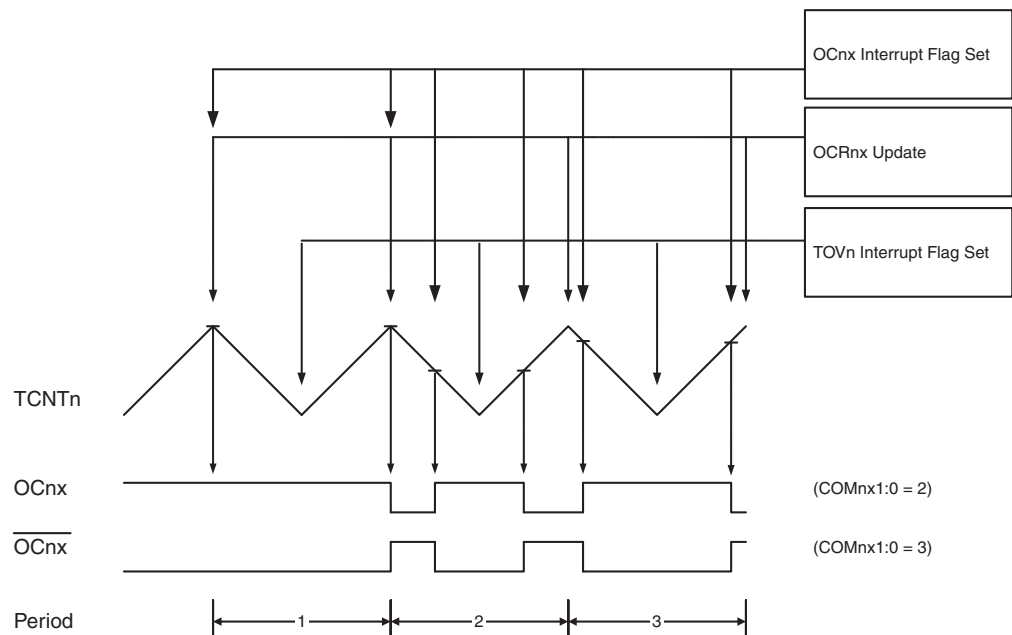 OCnx Interrupt Flag Set
OCRnx Update
TOVn Interrupt Flag Set
TCNTn
OCnx (COMnx1:0 = 2)
OCnx (COMnx1:0 = 3)
Period 1 2 3